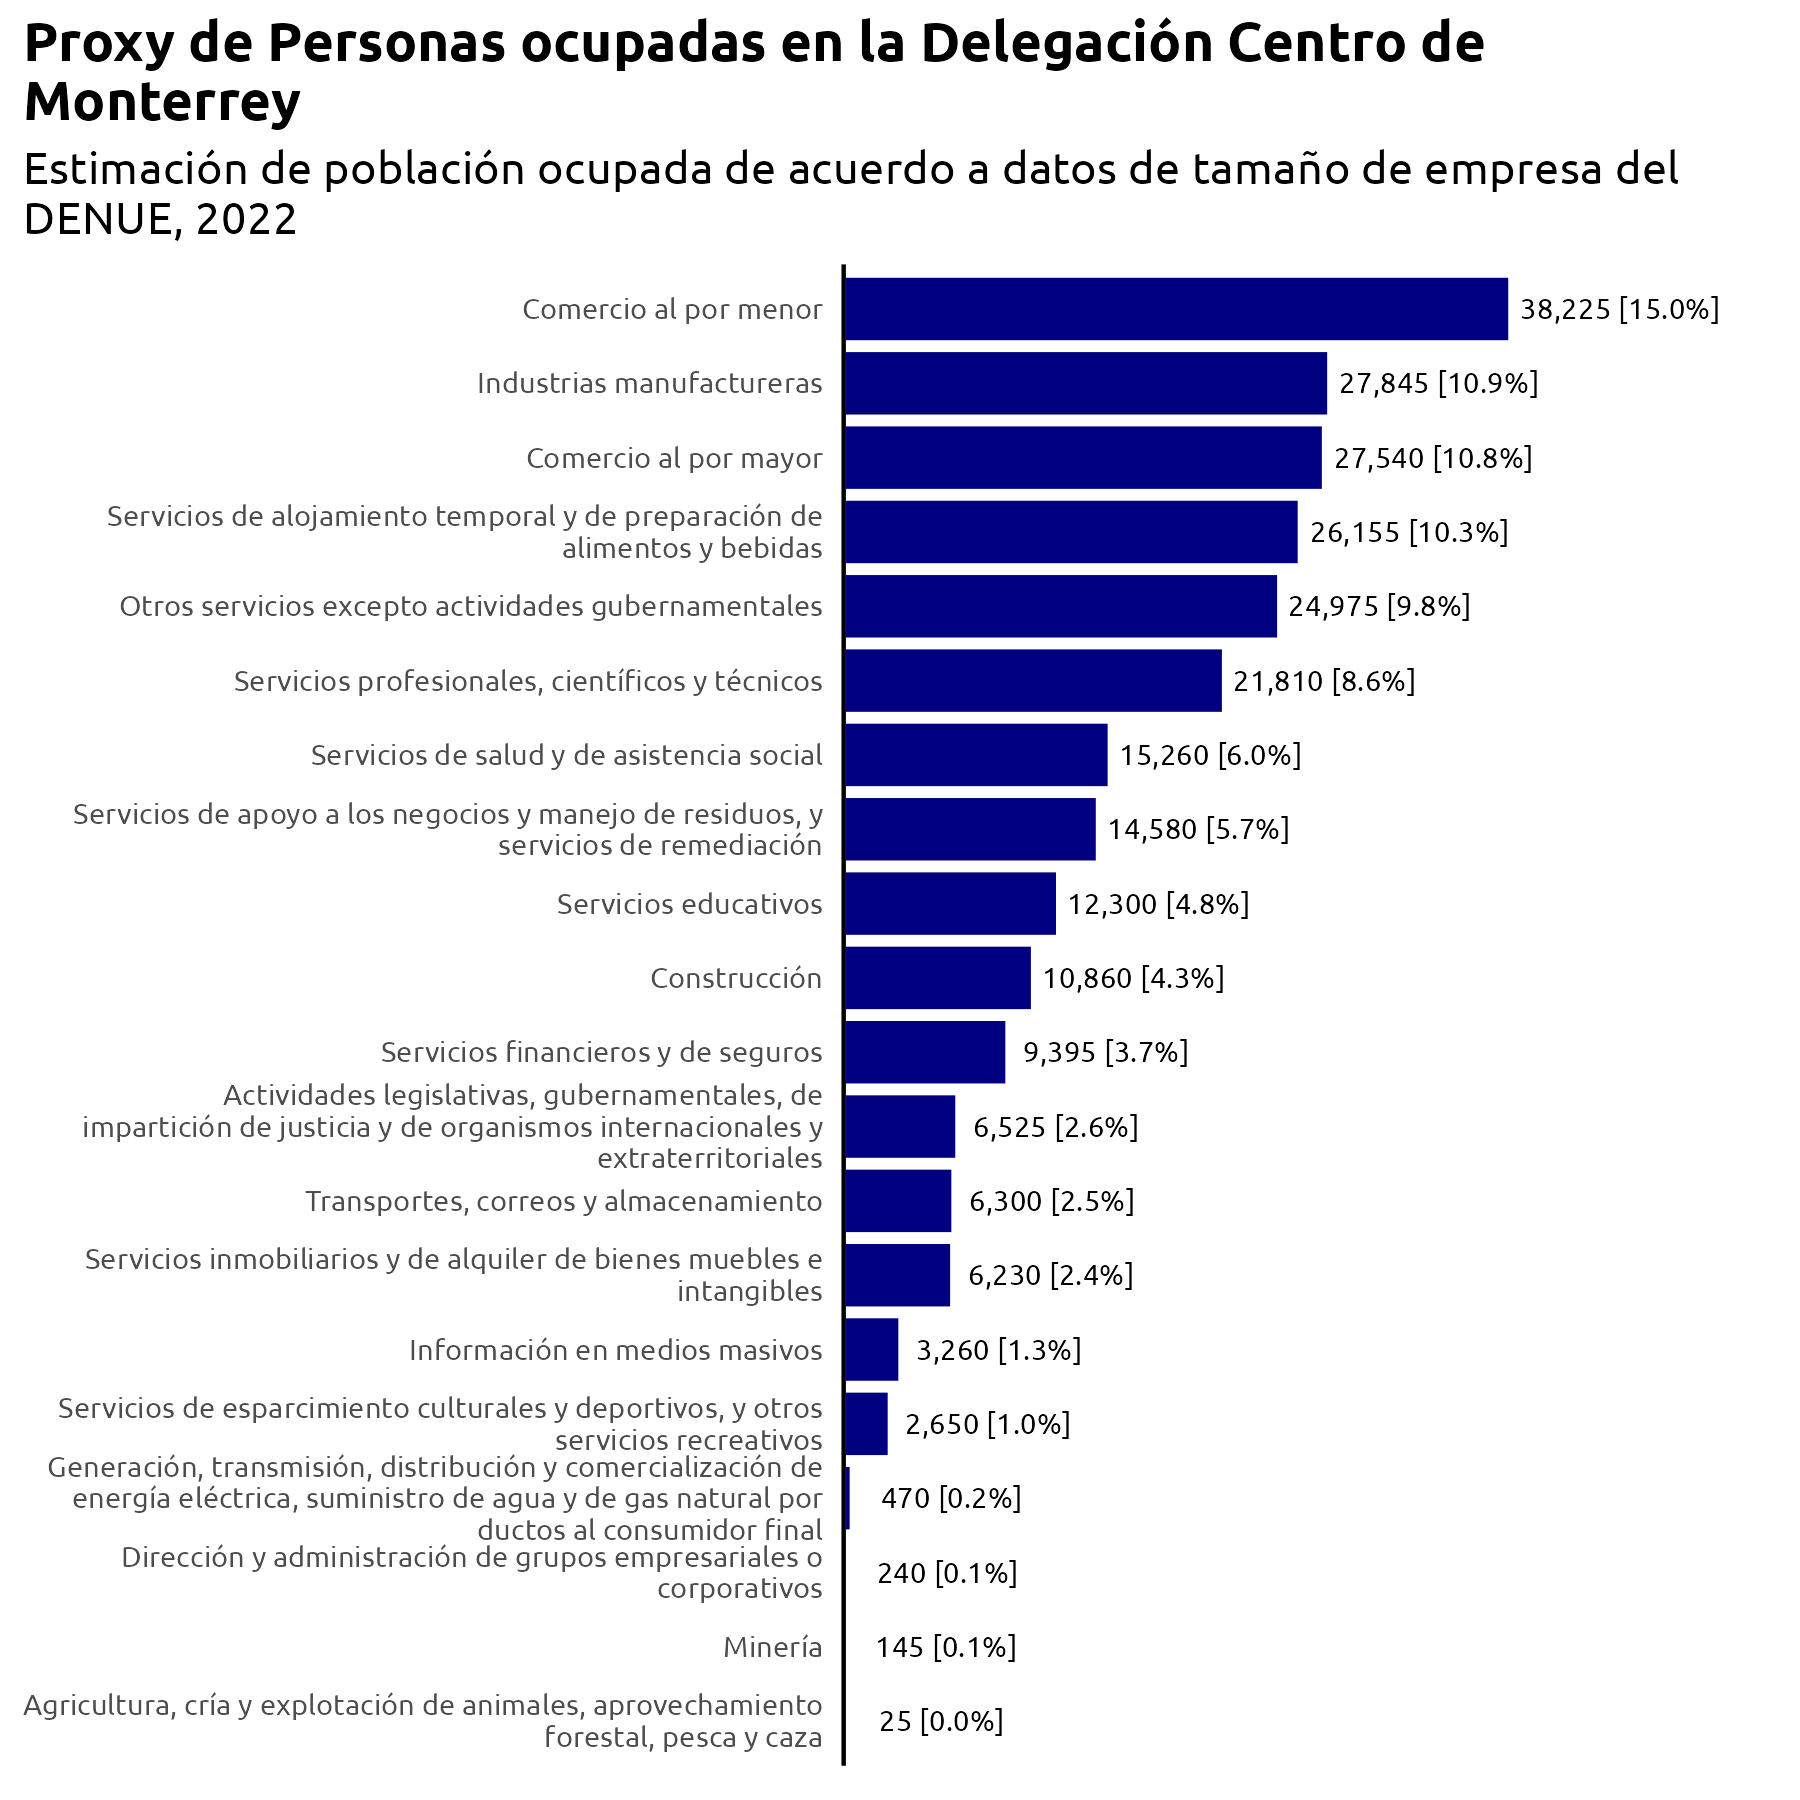 Proxy de Personas ocupadas en la Delegación Centro de
Monterrey
Estimación de población ocupada de acuerdo a datos de tamaño de empresa del
DENUE, 2022
Comercio al por menor 38,225 [15.0%]
Industrias manufactureras 27,845 [10.9%]
Comercio al por mayor 27,540 [10.8%]
Servicios de alojamiento temporal y de preparación de
alimentos y bebidas 26,155 [10.3%]
Otros servicios excepto actividades gubernamentales 24,975 [9.8%]
Servicios profesionales, científicos y técnicos 21,810 [8.6%]
Servicios de salud y de asistencia social 15,260 [6.0%]
Servicios de apoyo a los negocios y manejo de residuos, y
servicios de remediación 14,580 [5.7%]
Servicios educativos 12,300 [4.8%]
Construcción 10,860 [4.3%]
Servicios financieros y de seguros 9,395 [3.7%]
Actividades legislativas, gubernamentales, de
impartición de justicia y de organismos internacionales y 6,525 [2.6%]
extraterritoriales
Transportes, correos y almacenamiento 6,300 [2.5%]
Servicios inmobiliarios y de alquiler de bienes muebles e
intangibles 6,230 [2.4%]
Información en medios masivos 3,260 [1.3%]
Servicios de esparcimiento culturales y deportivos, y otros
servicios recreativos 2,650 [1.0%]
Generación, transmisión, distribución y comercialización de
energía eléctrica, suministro de agua y de gas natural por 470 [0.2%]
ductos al consumidor final
Dirección y administración de grupos empresariales o
corporativos 240 [0.1%]
Minería 145 [0.1%]
Agricultura, cría y explotación de animales, aprovechamiento
forestal, pesca y caza 25 [0.0%]